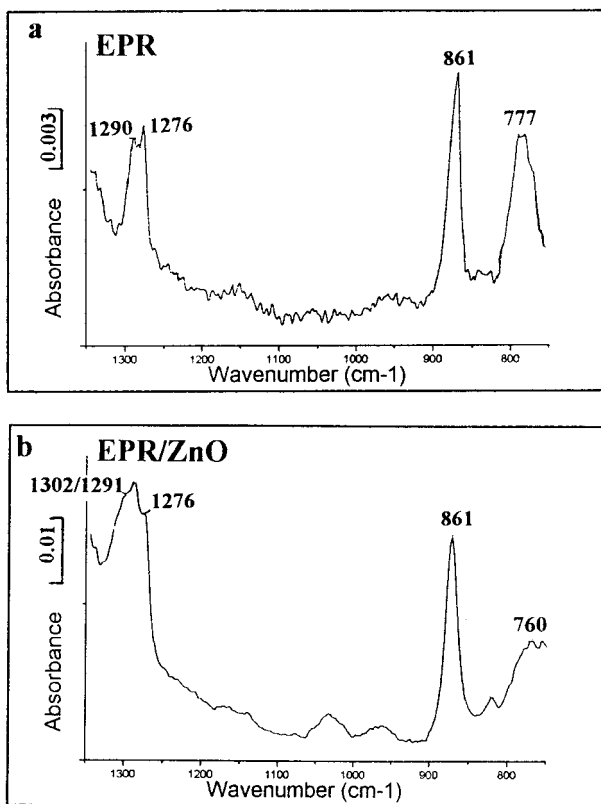 a
EPR
861
1290 1276
777
0.003
Absorbance
1300 1200 1100 1000 900 800
Wavenumber (cm-1)
b
EPR/ZnO
1302/1291
1276
861
0.01
760
Absorbance
1300 1200 1100 1000 900 800
Wavenumber (cm-1)